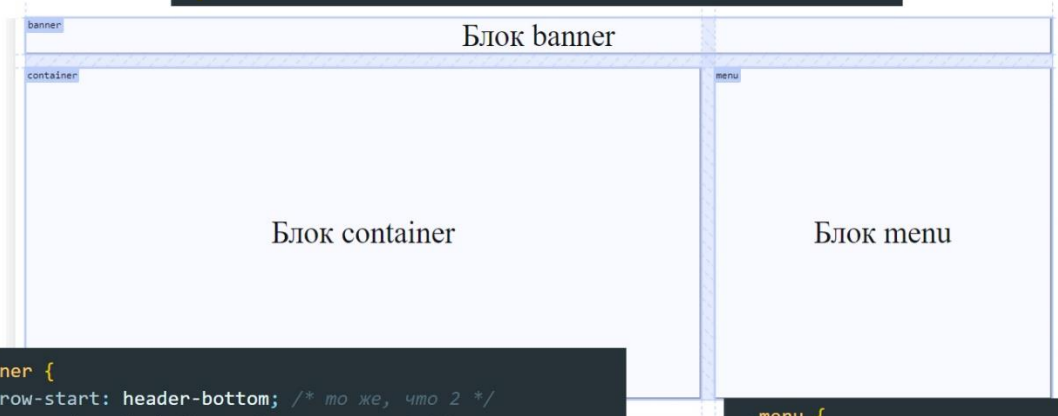 banner
Блок banner
container
menu
Блок container
Блок menu
ner {
row-start: header-bottom; /* то же, что 2 */
menu {